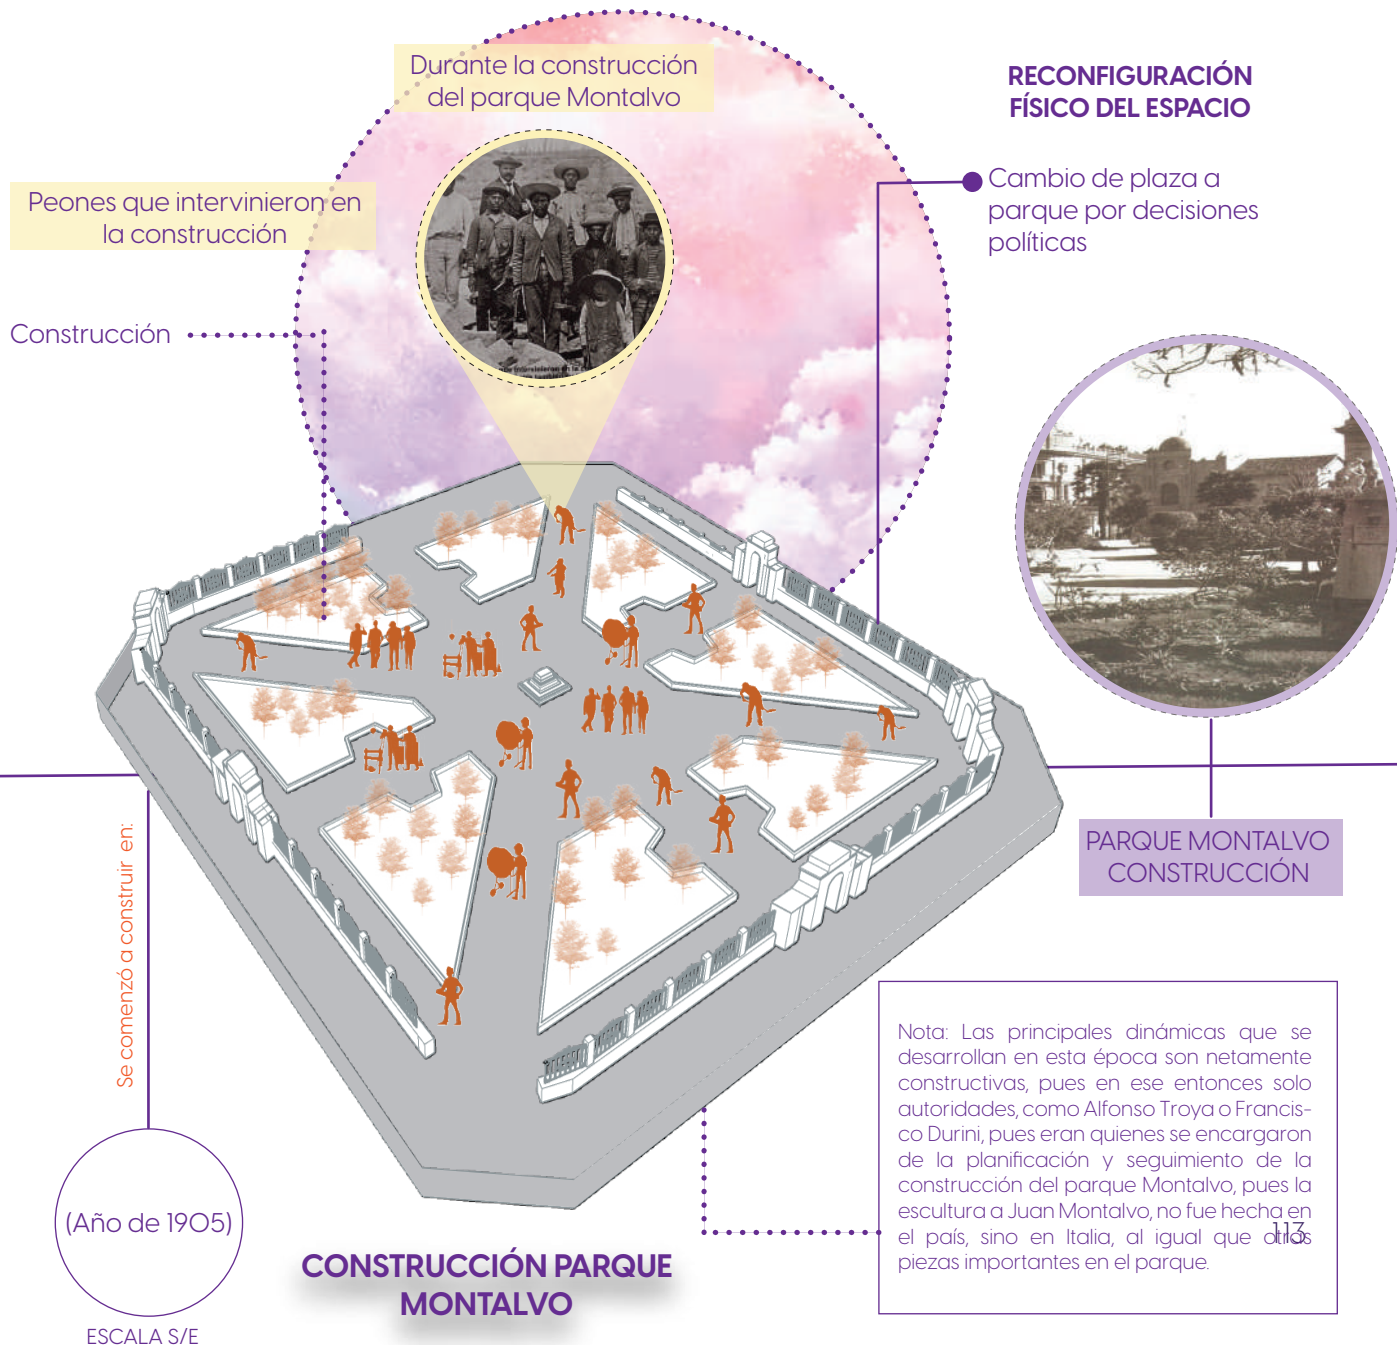 Durante la construcción
del parque Montalvo
RECONFIGURACIÓN
FÍSICO DEL ESPACIO
Peones que intervinieron en
la construcción
Cambio de plaza a
parque por decisiones
políticas
Construcción
intervinieron en la
PARQUE MONTALVO
CONSTRUCCIÓN
Se comenzó a construir en:
(Año de 1905)
ESCALA S/E
CONSTRUCCIÓN PARQUE
MONTALVO
Nota: Las principales dinámicas que se
desarrollan en esta época son netamente
constructivas, pues en ese entonces solo
autoridades, como Alfonso Troya o Francis-
co Durini, pues eran quienes se encargaron
de la planificación y seguimiento de la
construcción del parque Montalvo, pues la
escultura a Juan Montalvo, no fue hecha en
el país, sino en Italia, al igual que otras
piezas importantes en el parque.
113